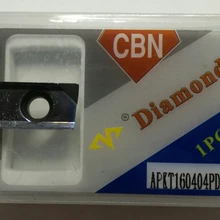 CBN
Diamond
1PC
APKT160404PD